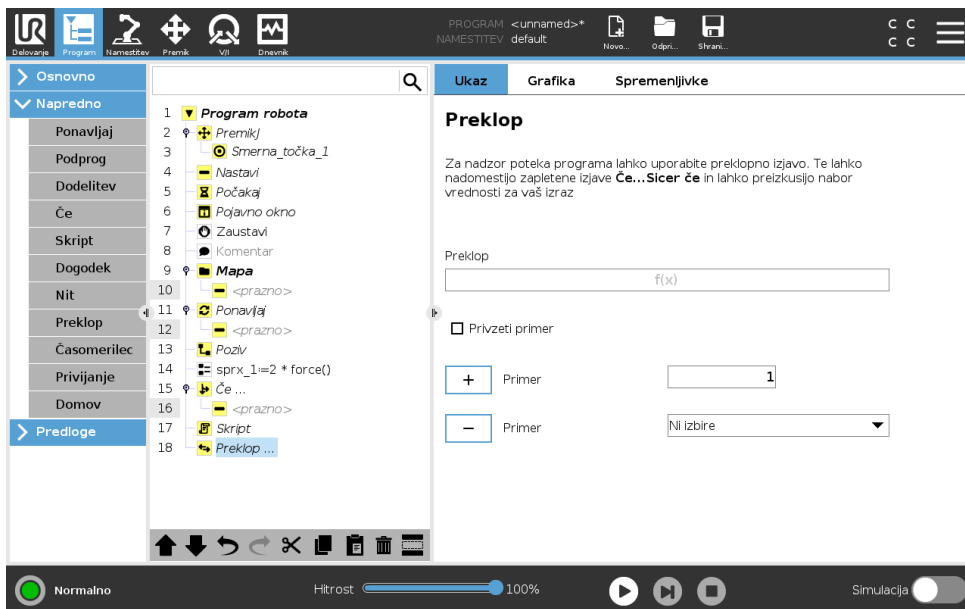 PROGRAM <unnamed>*
NAMESTITEV default
C C
C C
Delovanje Program Namestitev Premik V/I Dnevnik Novo... Odpri... Shrani...
Osnovno
Napredno
Ponavljaj
Podprog
Dodelitev
Če
Skript
Dogodek
Nit
Preklop
Časomerilec
Privijanje
Domov
Predloge
1 Program robota
2 PremikJ
3 Smerna_točka_1
4 Nastavi
5 Počakaj
6 Pojavno okno
7 Zaustavi
8 Komentar
9 Mapa
10 <prazno>
11 Ponavljaj
12 <prazno>
13 Poziv
14 sprx_1:=2 * force()
15 Če ...
16 <prazno>
17 Skript
18 Preklop ...
Ukaz Grafika Spremenljivke
Preklop
Za nadzor poteka programa lahko uporabite preklopno izjavo. Te lahko
nadomestijo zapletene izjave Če...Sicer če in lahko preizkusijo nabor
vrednosti za vaš izraz
Preklop
f(x)
Privzeti primer
+ Primer 1
− Primer Ni izbire
Normalno Hitrost 100% Simulacija